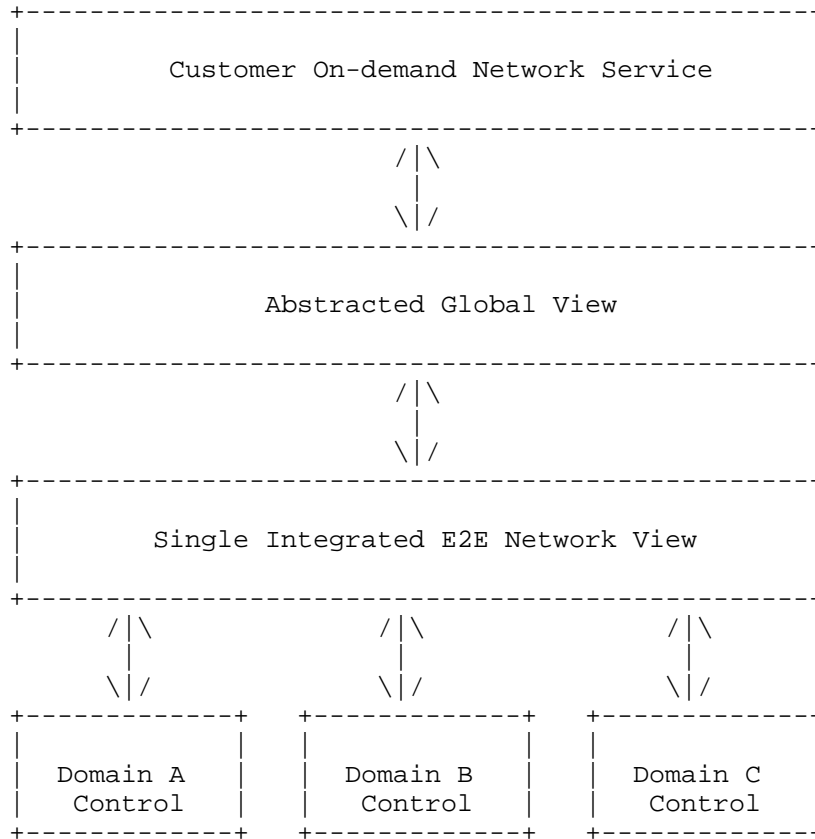 Customer On-demand Network Service
Abstracted Global View
Single Integrated E2E Network View
Domain A Domain B Domain C
Control Control Control